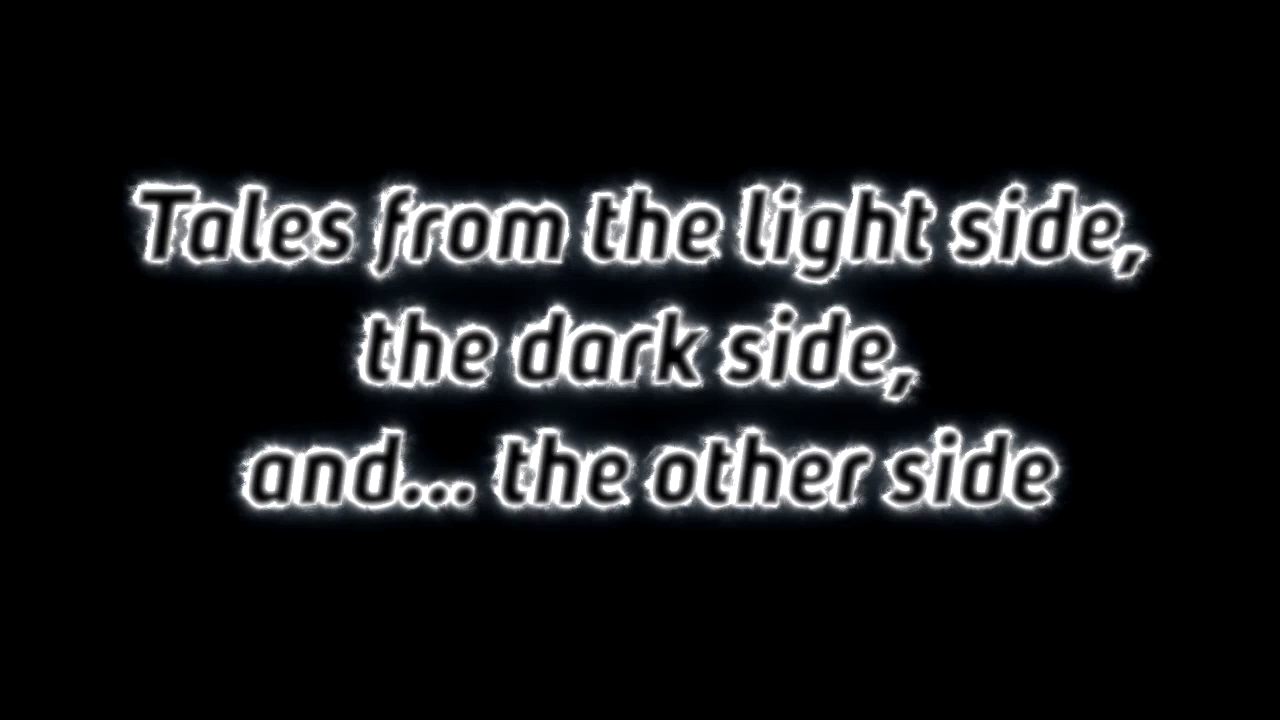 Tales from the light side,
the dark side,
and... the other side